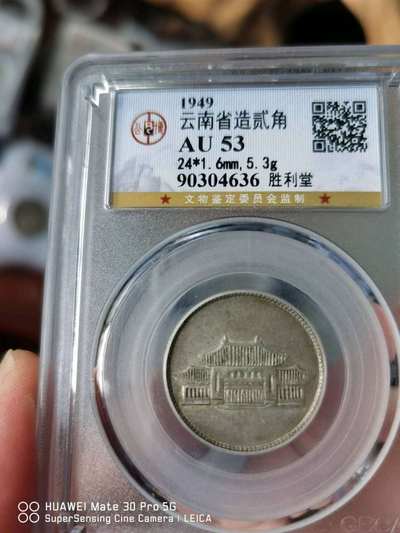 1949
云南省造贰角
AU 53
24*1.6mm,5.3g
90304636 胜利堂
★ 文物鉴定委员会监制 ★
HUAWEI Mate 30 Pro 5G
SuperSensing Cine Camera | LEICA